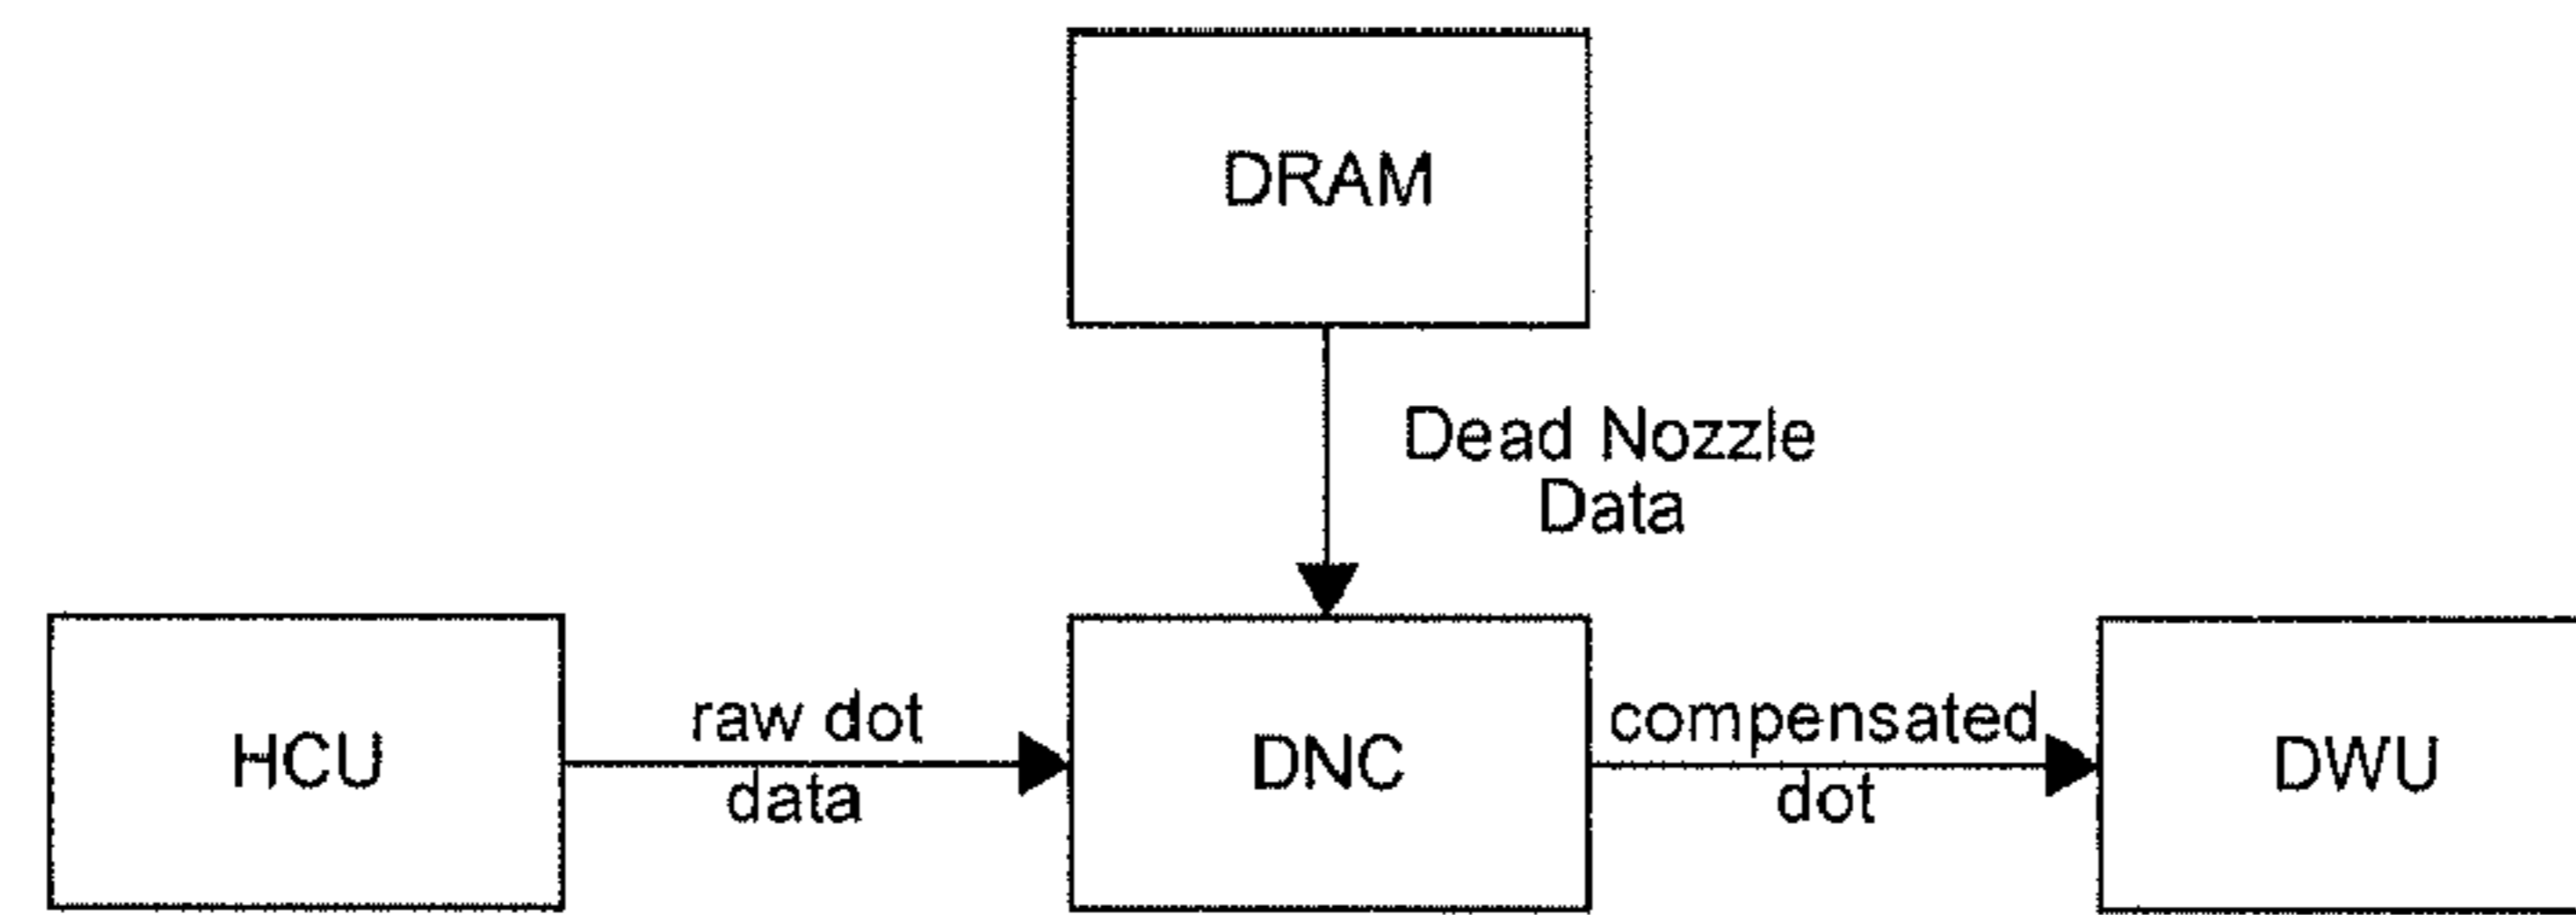 DRAM
Dead Nozzle
Data
HCU
raw dot
data
DNC
compensated
dot
DWU